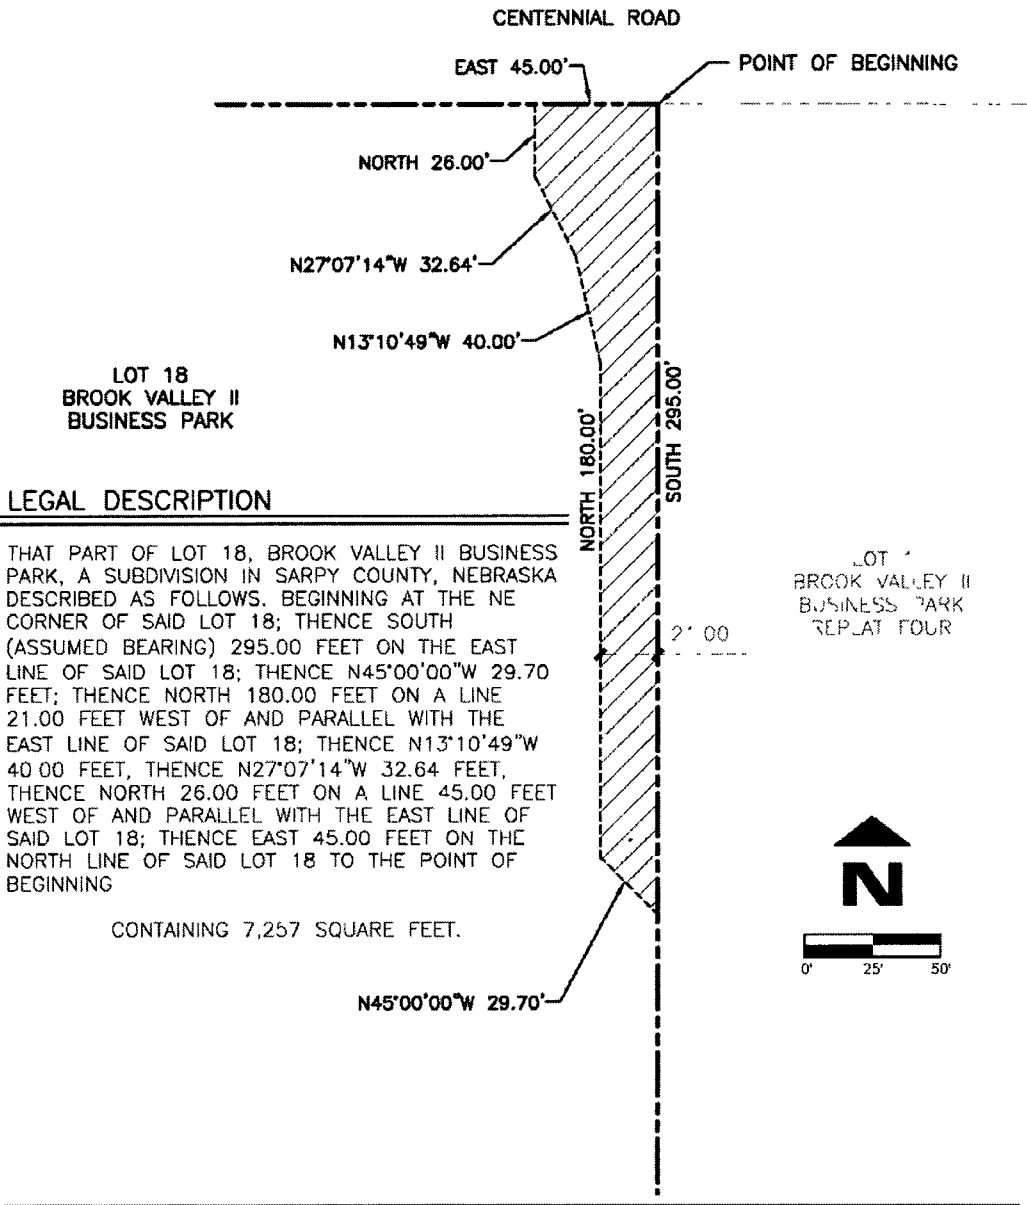 CENTENNIAL ROAD
EAST 45.00'
POINT OF BEGINNING
NORTH 26.00'
N27°07'14"W 32.64'
N13°10'49"W 40.00'
LOT 18
BROOK VALLEY II
BUSINESS PARK
NORTH 180.00'
SOUTH 295.00'
LEGAL DESCRIPTION
THAT PART OF LOT 18, BROOK VALLEY II BUSINESS
PARK, A SUBDIVISION IN SARPY COUNTY, NEBRASKA
DESCRIBED AS FOLLOWS. BEGINNING AT THE NE
CORNER OF SAID LOT 18; THENCE SOUTH
(ASSUMED BEARING) 295.00 FEET ON THE EAST
LINE OF SAID LOT 18; THENCE N45°00'00"W 29.70
FEET; THENCE NORTH 180.00 FEET ON A LINE
21.00 FEET WEST OF AND PARALLEL WITH THE
EAST LINE OF SAID LOT 18; THENCE N13°10'49"W
40 00 FEET, THENCE N27°07'14"W 32.64 FEET,
THENCE NORTH 26.00 FEET ON A LINE 45.00 FEET
WEST OF AND PARALLEL WITH THE EAST LINE OF
SAID LOT 18; THENCE EAST 45.00 FEET ON THE
NORTH LINE OF SAID LOT 18 TO THE POINT OF
BEGINNING
CONTAINING 7,257 SQUARE FEET.
LOT
BROOK VALLEY II
BUSINESS PARK
REPLAT FOUR
21 00
N
0' 25' 50'
N45°00'00"W 29.70'